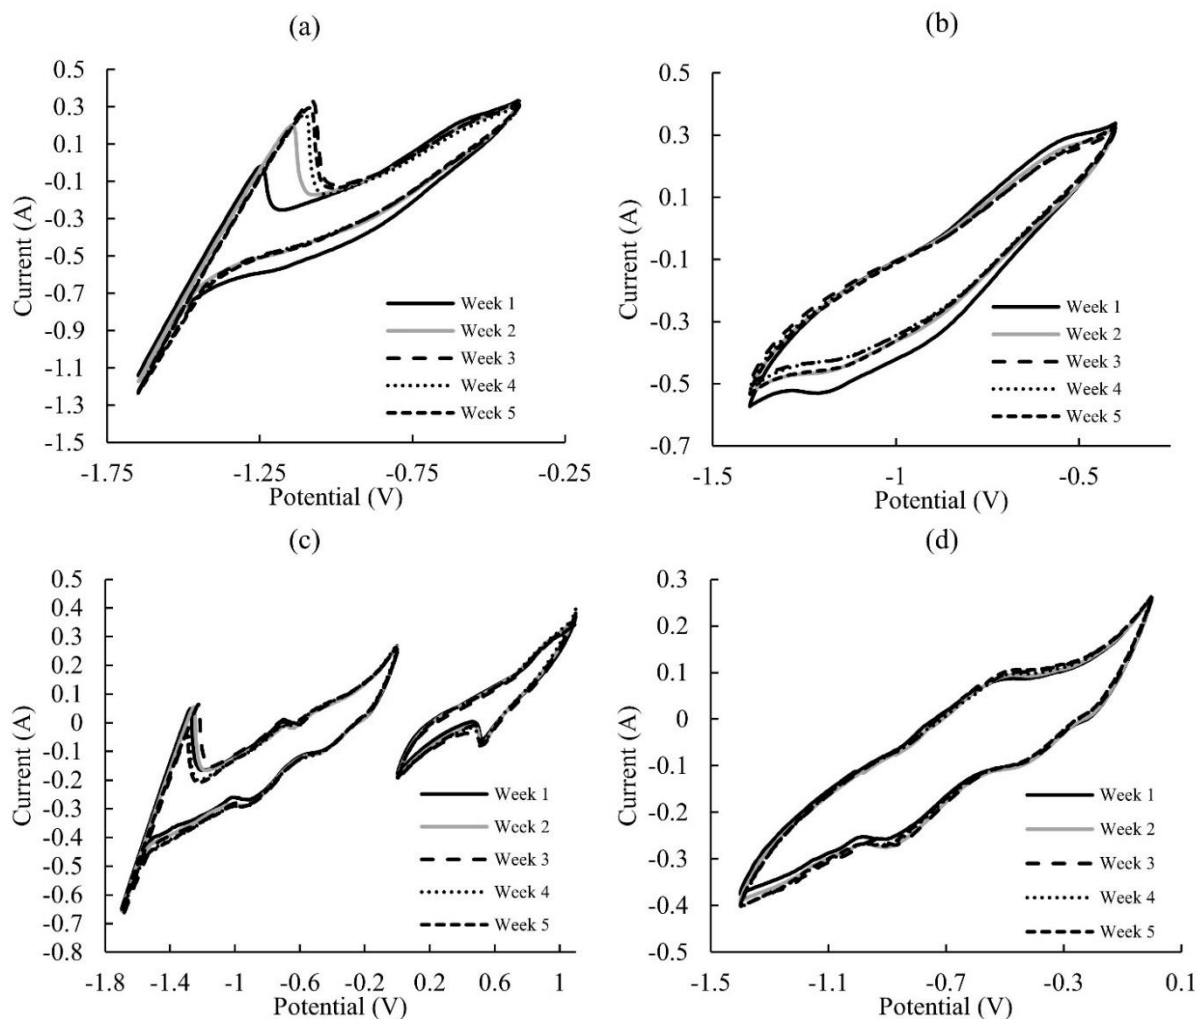 (a)
0.5
0.3
0.1
-0.1
-0.3
-0.5
-0.7
-0.9
-1.1
-1.3
-1.5
Current (A)
-1.75
-1.25
-0.75
-0.25
Potential (V)
Week 1
Week 2
Week 3
Week 4
Week 5
(b)
0.5
0.3
0.1
-0.1
-0.3
-0.5
-0.7
Current (A)
-1.5
-1
-0.5
Potential (V)
Week 1
Week 2
Week 3
Week 4
Week 5
(c)
0.5
0.4
0.3
0.2
0.1
0
-0.1
-0.2
-0.3
-0.4
-0.5
-0.6
-0.7
-0.8
Current (A)
-1.8
-1.4
-1
-0.6
-0.2
0.2
0.6
1
Potential (V)
Week 1
Week 2
Week 3
Week 4
Week 5
(d)
0.3
0.2
0.1
0
-0.1
-0.2
-0.3
-0.4
-0.5
Current (A)
-1.5
-1.1
-0.7
-0.3
0.1
Potential (V)
Week 1
Week 2
Week 3
Week 4
Week 5